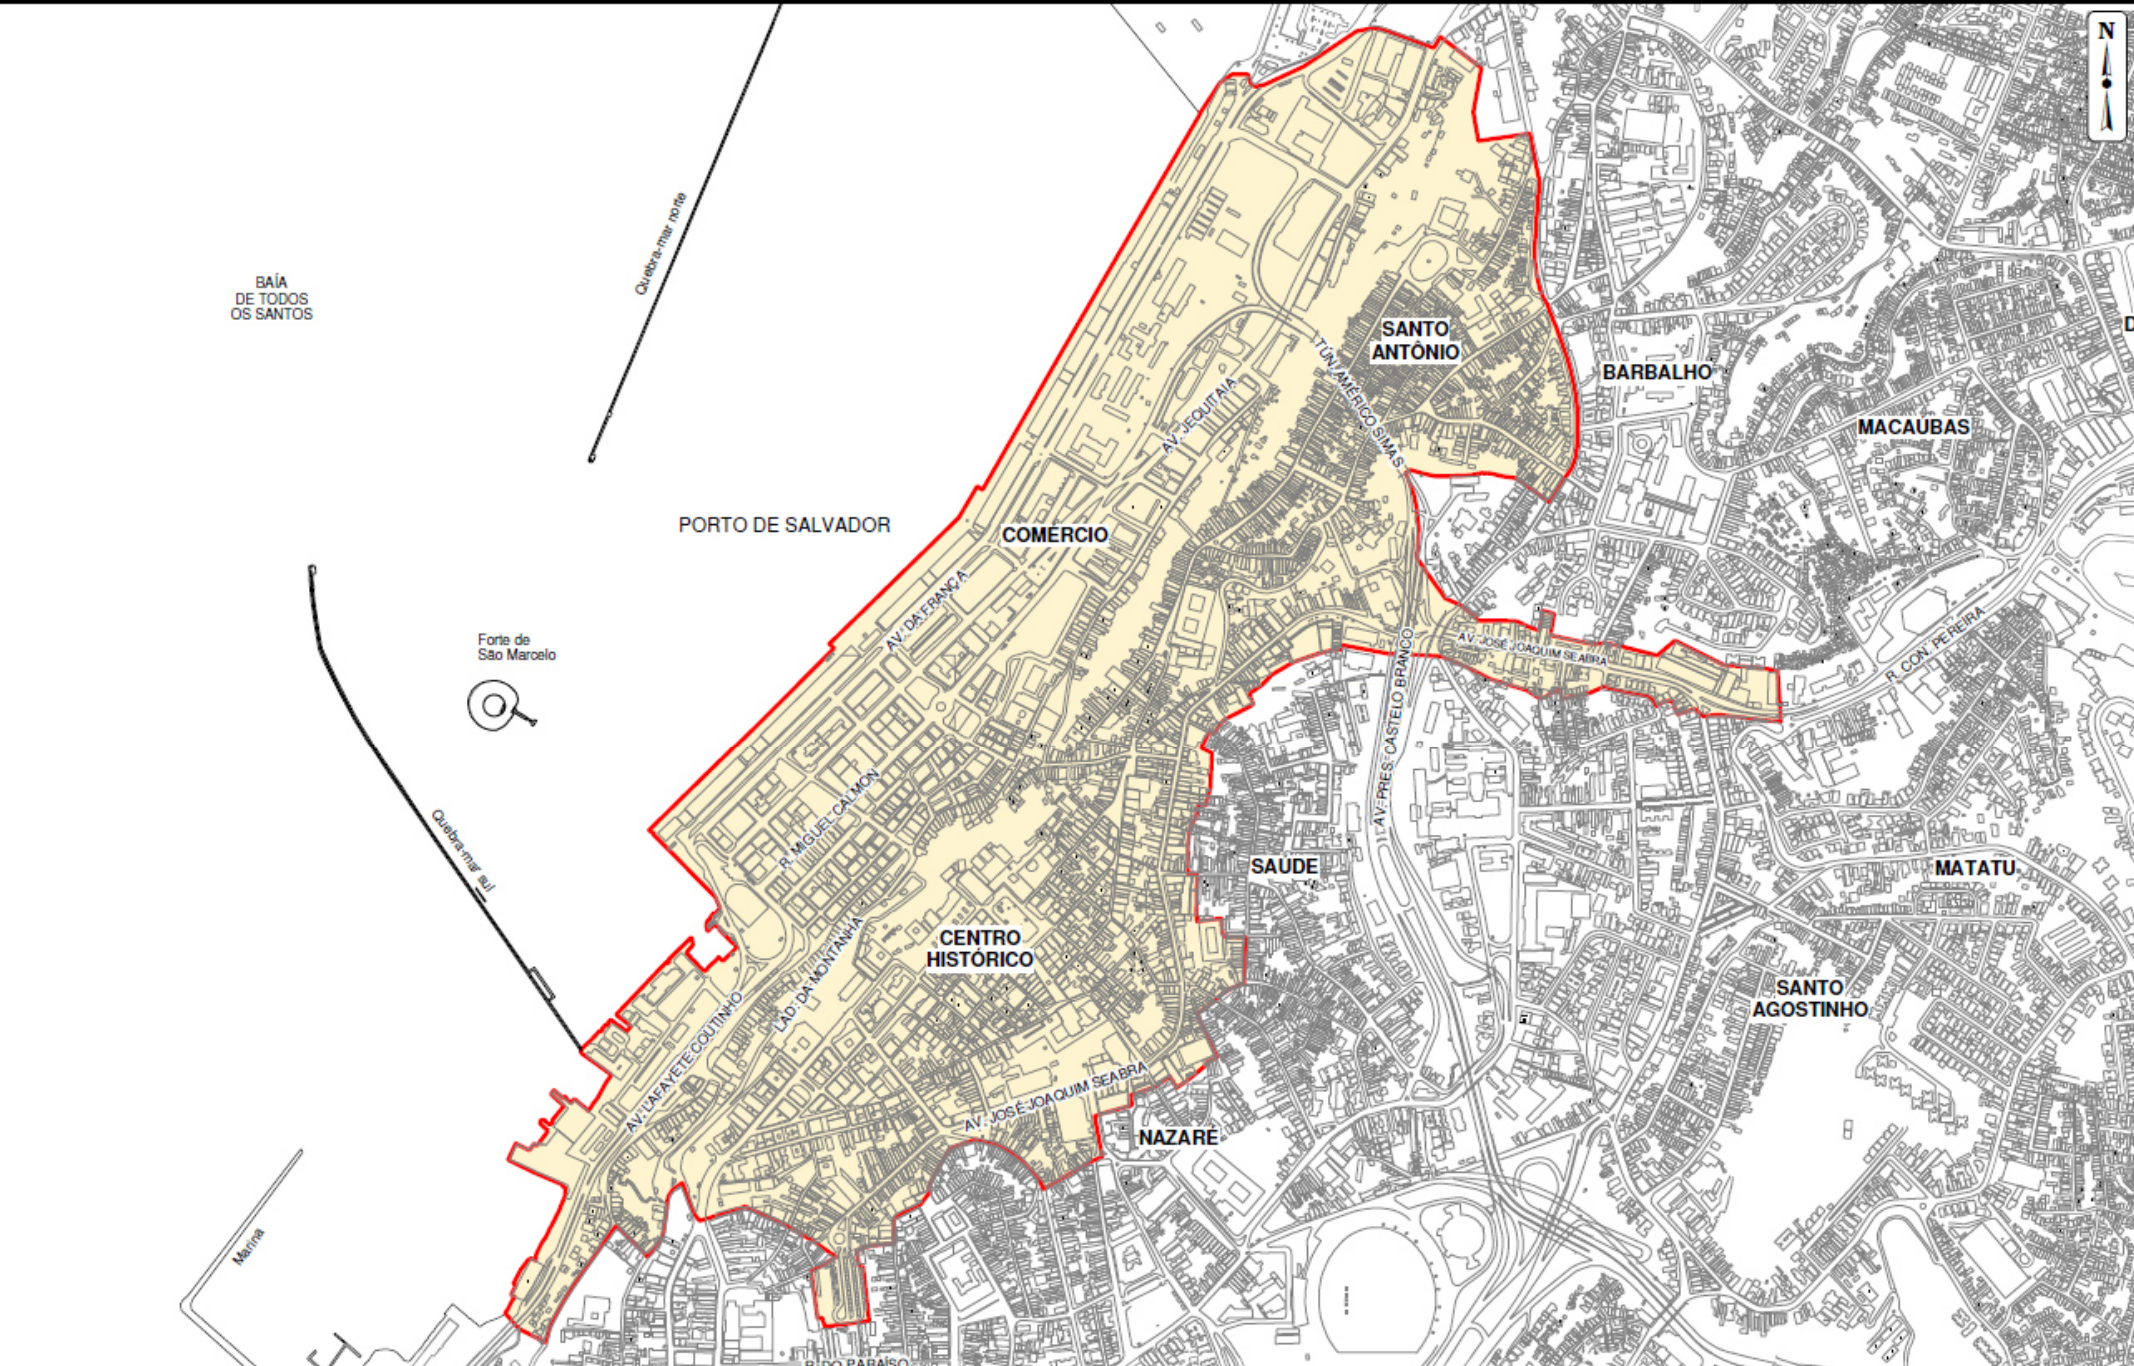 N
Quebra-mar norte
BAÍA
DE TODOS
OS SANTOS
SANTO
ANTÔNIO
TÚN. AMÉRICO SIMAS
BARBALHO
AV. JEQUITAIA
MACAÚBAS
PORTO DE SALVADOR
COMÉRCIO
AV. DA FRANÇA
Forte de
São Marcelo
AV. JOSÉ JOAQUIM SEABRA
R. CON. PEREIRA
AV. PRES. CASTELO BRANCO
R. MIGUEL CALMON
Quebra-mar sul
SAÚDE
MATATU
CENTRO
HISTÓRICO
LAD. DA MONTANHA
SANTO
AGOSTINHO
AV. LAFAYETE COUTINHO
AV. JOSÉ JOAQUIM SEABRA
NAZARÉ
Marina
R. DO PARAÍSO